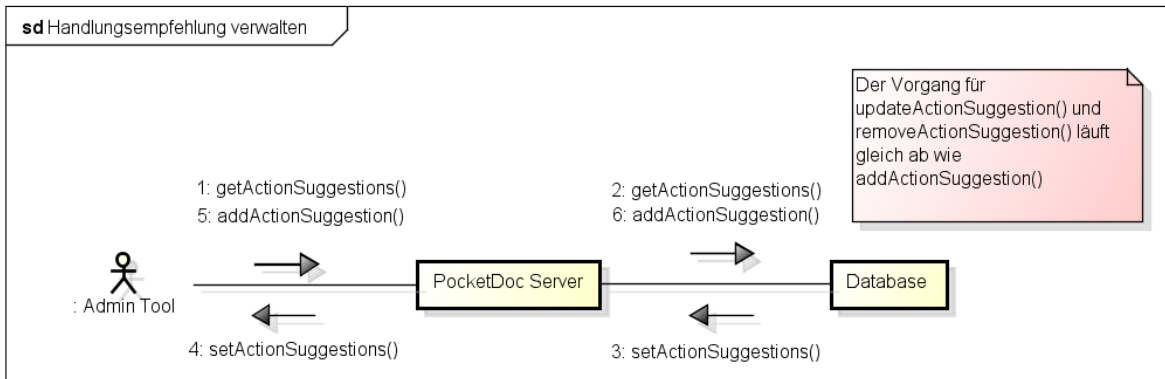 sd Handlungsempfehlung verwalten
Der Vorgang für
updateActionSuggestion() und
removeActionSuggestion() läuft
gleich ab wie
addActionSuggestion()
1: getActionSuggestions()
5: addActionSuggestion()
2: getActionSuggestions()
6: addActionSuggestion()
: Admin Tool
PocketDoc Server
Database
4: setActionSuggestions()
3: setActionSuggestions()